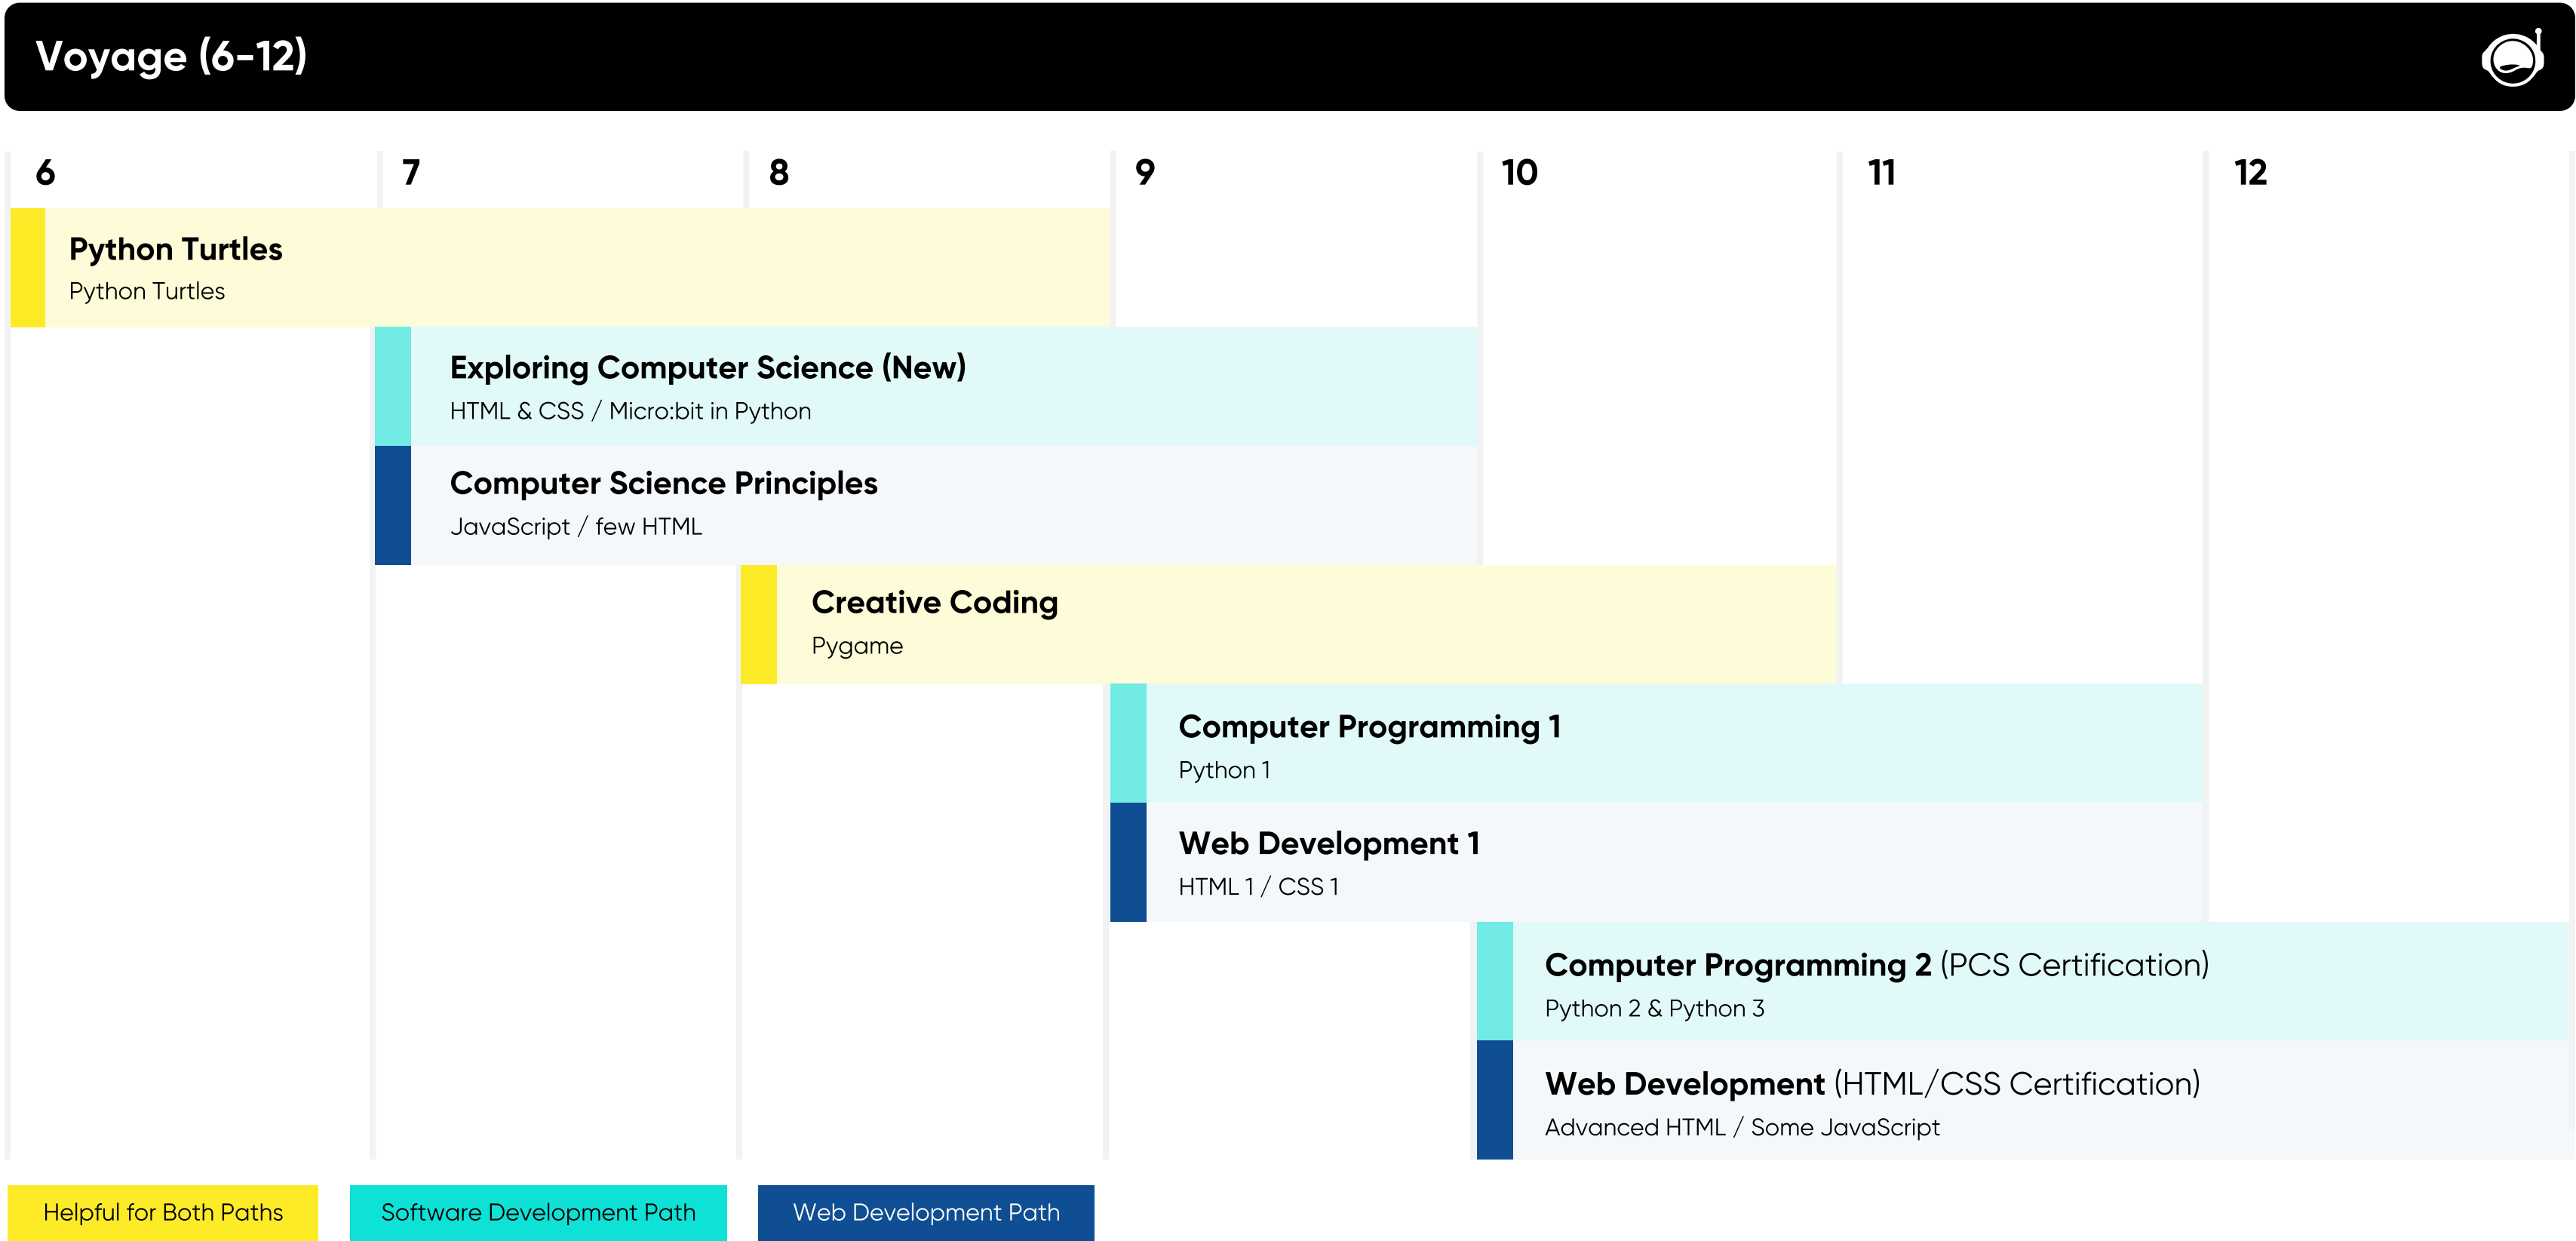 Voyage (6-12)
6 7 8 9 10 11 12
Python Turtles
Python Turtles
Exploring Computer Science (New)
HTML & CSS / Micro:bit in Python
Computer Science Principles
JavaScript / few HTML
Creative Coding
Pygame
Computer Programming 1
Python 1
Web Development 1
HTML 1 / CSS 1
Computer Programming 2 (PCS Certification)
Python 2 & Python 3
Web Development (HTML/CSS Certification)
Advanced HTML / Some JavaScript
Helpful for Both Paths
Software Development Path
Web Development Path